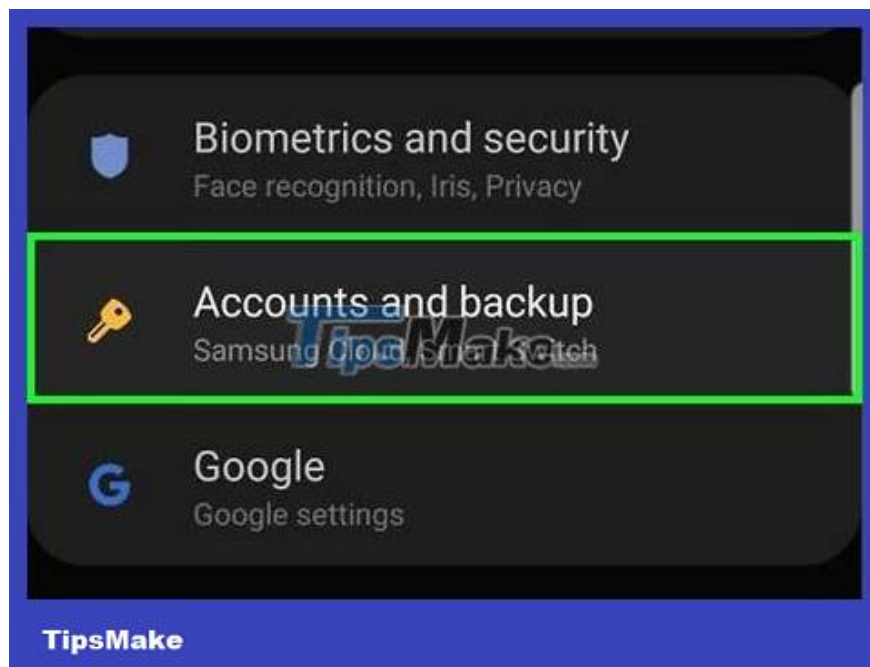 Biometrics and security
Face recognition, Iris, Privacy
Accounts and backup
Samsung Cloud, Smart Switch
TipsMake
Google
Google settings
TipsMake